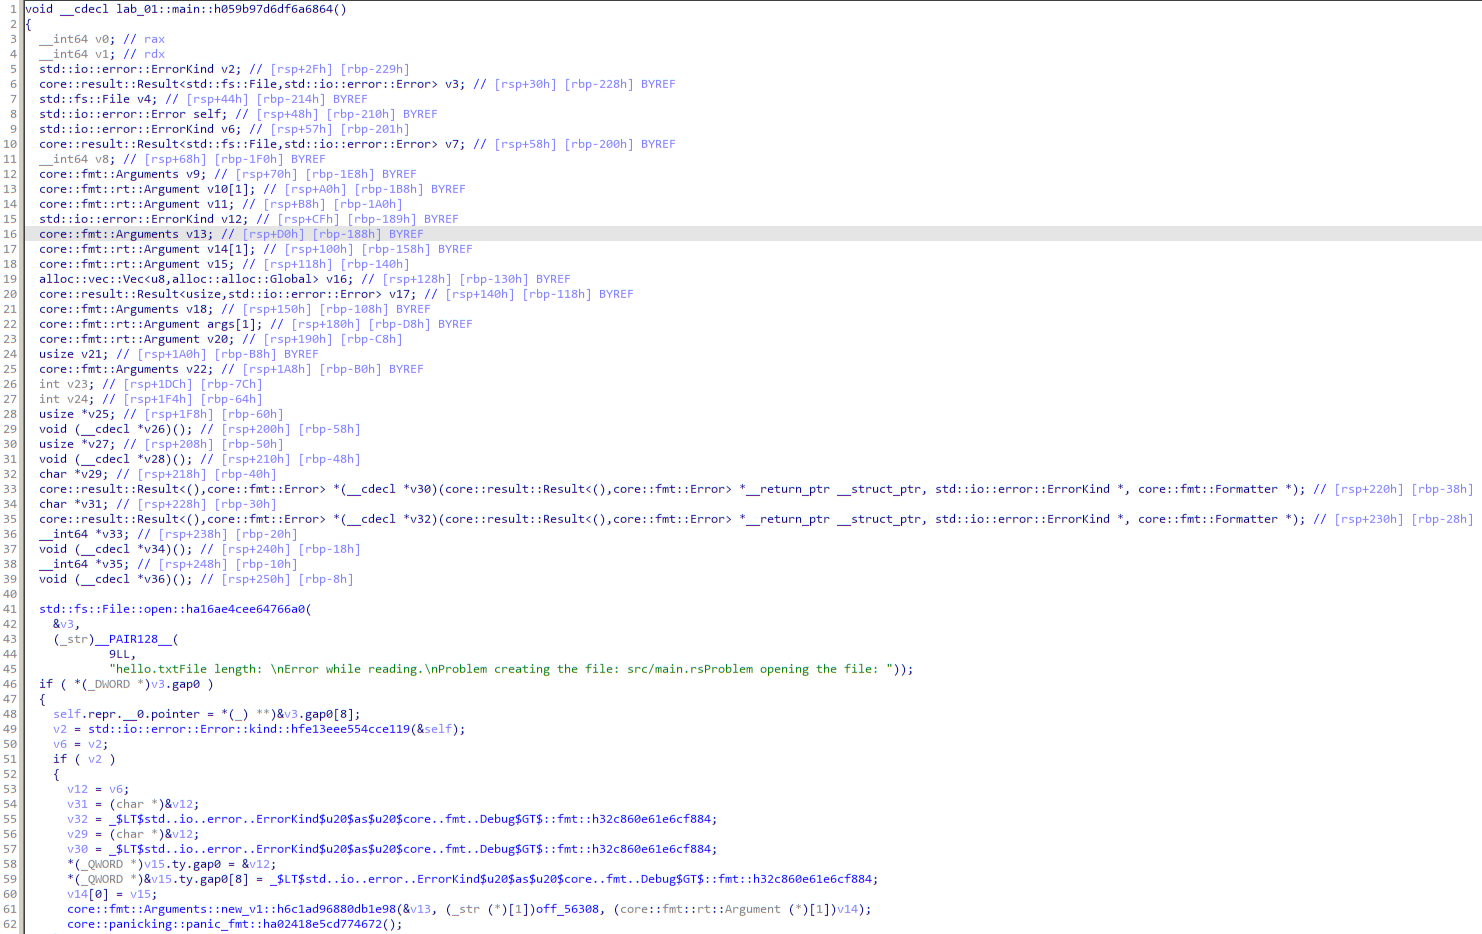 1 void __cdecl lab_01::main::h059b97d6df6a6864()
2 {
3 __int64 v0; // rax
4 __int64 v1; // rdx
5 std::io::error::ErrorKind v2; // [rsp+2Fh] [rbp-229h]
6 core::result::Result<std::fs::File,std::io::error::Error> v3; // [rsp+30h] [rbp-228h] BYREF
7 std::fs::File v4; // [rsp+44h] [rbp-214h] BYREF
8 std::io::error::Error self; // [rsp+48h] [rbp-210h] BYREF
9 std::io::error::ErrorKind v6; // [rsp+57h] [rbp-201h]
10 core::result::Result<std::fs::File,std::io::error::Error> v7; // [rsp+58h] [rbp-200h] BYREF
11 __int64 v8; // [rsp+68h] [rbp-1F0h] BYREF
12 core::fmt::Arguments v9; // [rsp+70h] [rbp-1E8h] BYREF
13 core::fmt::rt::Argument v10[1]; // [rsp+A0h] [rbp-1B8h] BYREF
14 core::fmt::rt::Argument v11; // [rsp+B8h] [rbp-1A0h]
15 std::io::error::ErrorKind v12; // [rsp+CFh] [rbp-189h] BYREF
16 core::fmt::Arguments v13; // [rsp+D0h] [rbp-188h] BYREF
17 core::fmt::rt::Argument v14[1]; // [rsp+100h] [rbp-158h] BYREF
18 core::fmt::rt::Argument v15; // [rsp+118h] [rbp-140h]
19 alloc::vec::Vec<u8,alloc::alloc::Global> v16; // [rsp+128h] [rbp-130h] BYREF
20 core::result::Result<usize,std::io::error::Error> v17; // [rsp+140h] [rbp-118h] BYREF
21 core::fmt::Arguments v18; // [rsp+150h] [rbp-108h] BYREF
22 core::fmt::rt::Argument args[1]; // [rsp+180h] [rbp-D8h] BYREF
23 core::fmt::rt::Argument v20; // [rsp+190h] [rbp-C8h]
24 usize v21; // [rsp+1A0h] [rbp-B8h] BYREF
25 core::fmt::Arguments v22; // [rsp+1A8h] [rbp-B0h] BYREF
26 int v23; // [rsp+1DCh] [rbp-7Ch]
27 int v24; // [rsp+1F4h] [rbp-64h]
28 usize *v25; // [rsp+1F8h] [rbp-60h]
29 void (__cdecl *v26)(); // [rsp+200h] [rbp-58h]
30 usize *v27; // [rsp+208h] [rbp-50h]
31 void (__cdecl *v28)(); // [rsp+210h] [rbp-48h]
32 char *v29; // [rsp+218h] [rbp-40h]
33 core::result::Result<(),core::fmt::Error> *(__cdecl *v30)(core::result::Result<(),core::fmt::Error> *__return_ptr __struct_ptr, std::io::error::ErrorKind *, core::fmt::Formatter *); // [rsp+220h] [rbp-38h]
34 char *v31; // [rsp+228h] [rbp-30h]
35 core::result::Result<(),core::fmt::Error> *(__cdecl *v32)(core::result::Result<(),core::fmt::Error> *__return_ptr __struct_ptr, std::io::error::ErrorKind *, core::fmt::Formatter *); // [rsp+230h] [rbp-28h]
36 __int64 *v33; // [rsp+238h] [rbp-20h]
37 void (__cdecl *v34)(); // [rsp+240h] [rbp-18h]
38 __int64 *v35; // [rsp+248h] [rbp-10h]
39 void (__cdecl *v36)(); // [rsp+250h] [rbp-8h]
40
41 std::fs::File::open::ha16ae4cee64766a0(
42 &v3,
43 (_str)__PAIR128__(
44 9LL,
45 "hello.txtFile length: \nError while reading.\nProblem creating the file: src/main.rsProblem opening the file: "));
46 if ( *(_DWORD *)v3.gap0 )
47 {
48 self.repr.__0.pointer = *(_) **)&v3.gap0[8];
49 v2 = std::io::error::Error::kind::hfe13eee554cce119(&self);
50 v6 = v2;
51 if ( v2 )
52 {
53 v12 = v6;
54 v31 = (char *)&v12;
55 v32 = _$LT$std..io..error..ErrorKind$u20$as$u20$core..fmt..Debug$GT$::fmt::h32c860e61e6cf884;
56 v29 = (char *)&v12;
57 v30 = _$LT$std..io..error..ErrorKind$u20$as$u20$core..fmt..Debug$GT$::fmt::h32c860e61e6cf884;
58 *(_QWORD *)v15.ty.gap0 = &v12;
59 *(_QWORD *)&v15.ty.gap0[8] = _$LT$std..io..error..ErrorKind$u20$as$u20$core..fmt..Debug$GT$::fmt::h32c860e61e6cf884;
60 v14[0] = v15;
61 core::fmt::Arguments::new_v1::h6c1ad96880db1e98(&v13, (_str (*)[1])off_56308, (core::fmt::rt::Argument (*)[1])v14);
62 core::panicking::panic_fmt::ha02418e5cd774672();